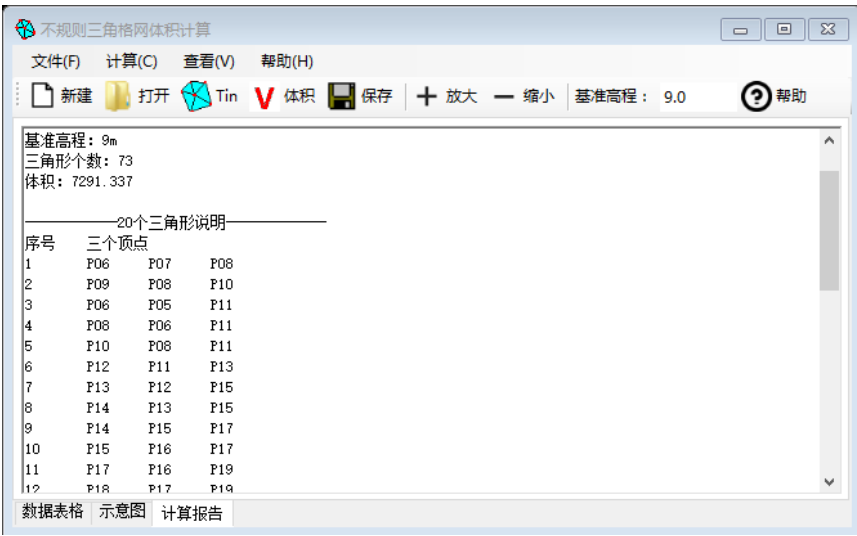 不规则三角格网体积计算
文件(F) 计算(C) 查看(V) 帮助(H)
新建 打开 Tin V 体积 保存 放大 缩小 基准高程： 9.0 ? 帮助
基准高程：9m
三角形个数：73
体积：7291.337
——————20个三角形说明——————
序号 三个顶点
1 P06 P07 P08
2 P09 P08 P10
3 P06 P05 P11
4 P08 P06 P11
5 P10 P08 P11
6 P12 P11 P13
7 P13 P12 P15
8 P14 P13 P15
9 P14 P15 P17
10 P15 P16 P17
11 P17 P16 P19
12 P18 P17 P19
数据表格 示意图 计算报告